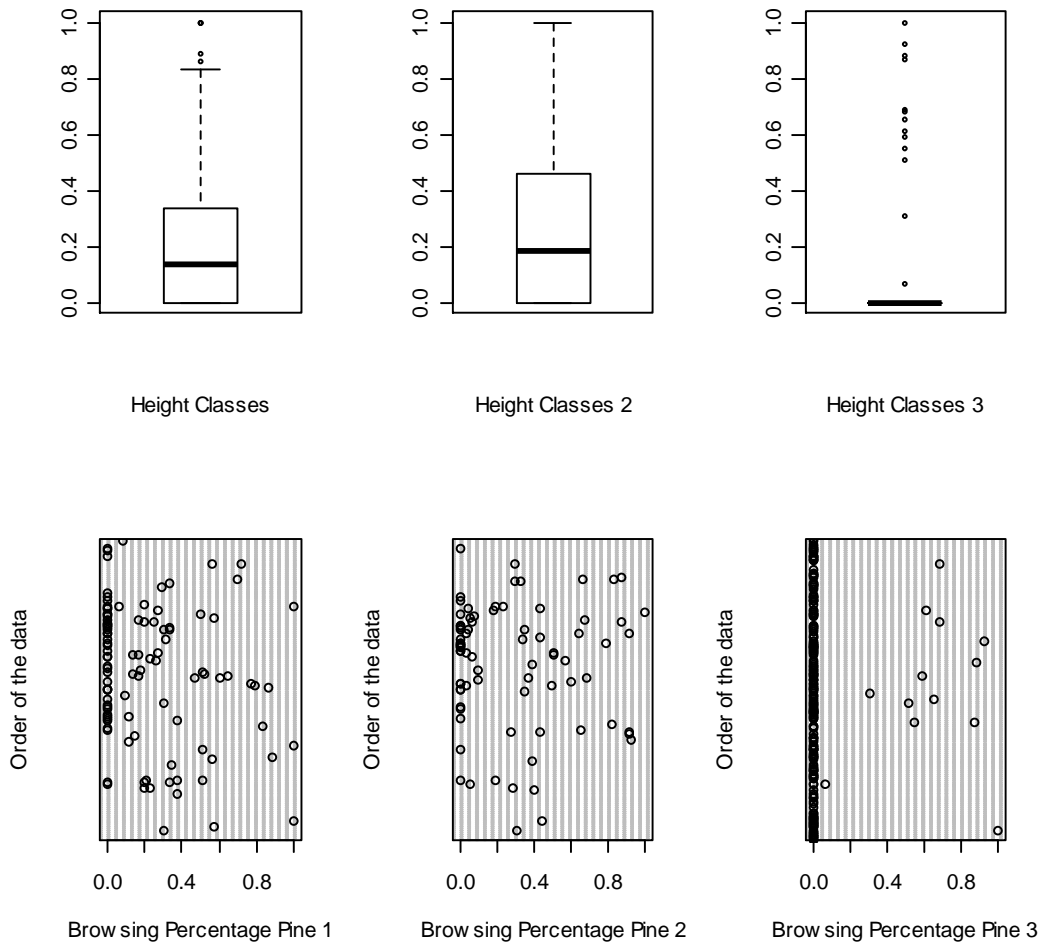 0.0 0.2 0.4 0.6 0.8 1.0
0.0 0.2 0.4 0.6 0.8 1.0
0.0 0.2 0.4 0.6 0.8 1.0
Height Classes
Height Classes 2
Height Classes 3
Order of the data
Order of the data
Order of the data
0.0 0.4 0.8
0.0 0.4 0.8
0.0 0.4 0.8
Brow sing Percentage Pine 1
Brow sing Percentage Pine 2
Brow sing Percentage Pine 3